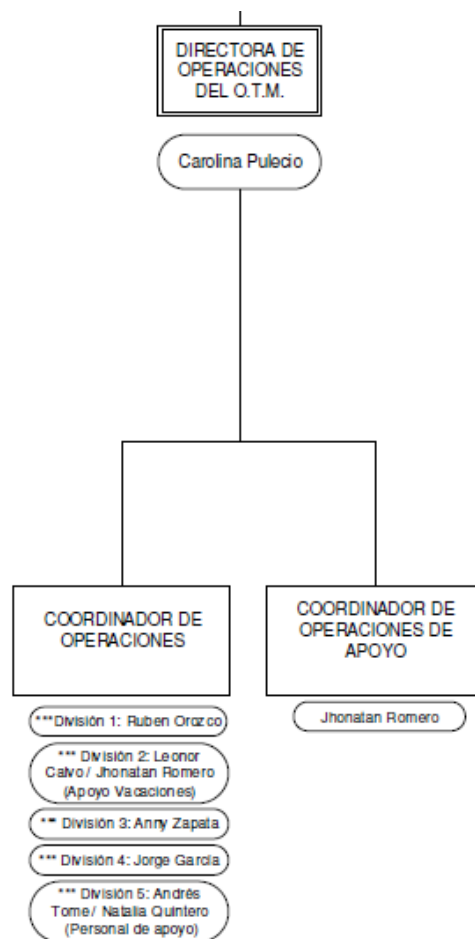 DIRECTORA DE
OPERACIONES
DEL O.T.M.
Carolina Pulecio
COORDINADOR DE
OPERACIONES
***División 1: Ruben Orozco
*** División 2: Leonor
Calvo / Jhonatan Romero
(Apoyo Vacaciones)
*** División 3: Anny Zapata
*** División 4: Jorge García
*** División 5: Andrés
Tome / Natalia Quintero
(Personal de apoyo)
COORDINADOR DE
OPERACIONES DE
APOYO
Jhonatan Romero